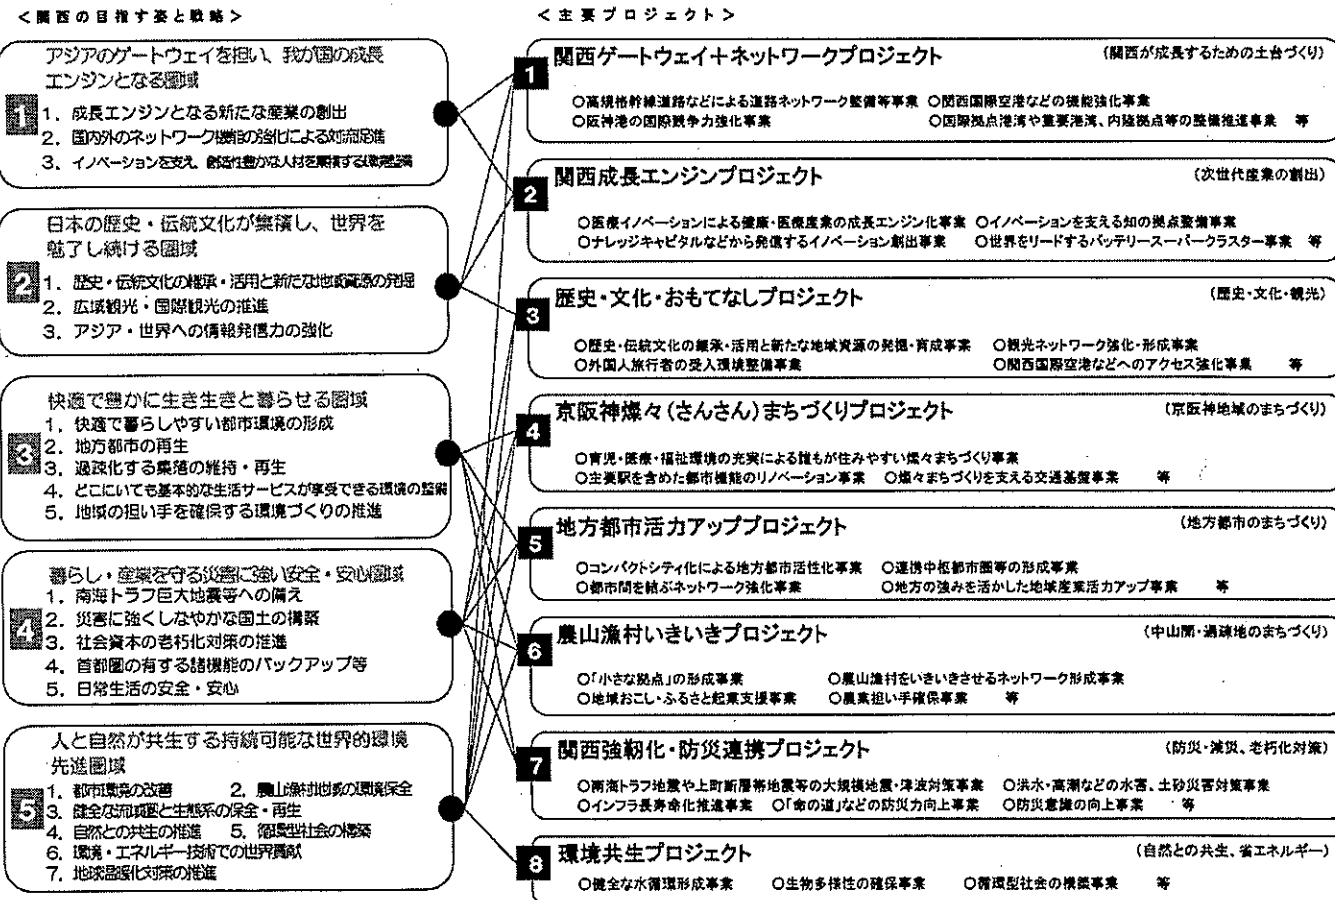 ＜関西の目指す姿と戦略＞
アジアのゲートウェイを担い、我が国の成長
エンジンとなる圏域
1
1. 成長エンジンとなる新たな産業の創出
2. 国内外のネットワーク機能の強化による対流促進
3. イノベーションを支え、創造性豊かな人材を集積する環境整備
日本の歴史・伝統文化が集積し、世界を
魅了し続ける圏域
2
1. 歴史・伝統文化の継承・活用と新たな地域資源の発掘
2. 広域観光・国際観光の推進
3. アジア・世界への情報発信力の強化
快適で豊かに生き生きと暮らせる圏域
3
1. 快適で暮らしやすい都市環境の形成
2. 地方都市の再生
3. 過疎化する集落の維持・再生
4. どこにいても基本的な生活サービスが享受できる環境の整備
5. 地域の担い手を確保する環境づくりの推進
暮らし・産業を守る災害に強い安全・安心圏域
4
1. 南海トラフ巨大地震等への備え
2. 災害に強くしなやかな国土の構築
3. 社会資本の老朽化対策の推進
4. 首都圏の有する諸機能のバックアップ等
5. 日常生活の安全・安心
人と自然が共生する持続可能な世界的環境
先進圏域
5
1. 都市環境の改善 2. 農山漁村地域の環境保全
3. 健全な流域圏と生態系の保全・再生
4. 自然との共生の推進 5. 循環型社会の構築
6. 環境・エネルギー技術での世界貢献
7. 地球温暖化対策の推進
＜主要プロジェクト＞
1 関西ゲートウェイ＋ネットワークプロジェクト (関西が成長するための土台づくり)
○高規格幹線道路などによる道路ネットワーク整備等事業 ○関西国際空港などの機能強化事業
○阪神港の国際競争力強化事業 ○国際拠点港湾や重要港湾、内陸拠点等の整備推進事業 等
2 関西成長エンジンプロジェクト (次世代産業の創出)
○医療イノベーションによる健康・医療産業の成長エンジン化事業 ○イノベーションを支える知の拠点整備事業
○ナレッジキャピタルなどから発信するイノベーション創出事業 ○世界をリードするバッテリースーパークラスター事業 等
3 歴史・文化・おもてなしプロジェクト (歴史・文化・観光)
○歴史・伝統文化の継承・活用と新たな地域資源の発掘・育成事業 ○観光ネットワーク強化・形成事業
○外国人旅行者の受入環境整備事業 ○関西国際空港などへのアクセス強化事業 等
4 京阪神燦々(さんさん)まちづくりプロジェクト (京阪神地域のまちづくり)
○育児・医療・福祉環境の充実による誰もが住みやすい燦々まちづくり事業
○主要駅を含めた都市機能のリノベーション事業 ○燦々まちづくりを支える交通基盤事業 等
5 地方都市活力アッププロジェクト (地方都市のまちづくり)
○コンパクトシティ化による地方都市活性化事業 ○連携中枢都市圏等の形成事業
○都市間を結ぶネットワーク強化事業 ○地方の強みを活かした地域産業活力アップ事業 等
6 農山漁村いきいきプロジェクト (中山間・過疎地のまちづくり)
○「小さな拠点」の形成事業 ○農山漁村をいきいきさせるネットワーク形成事業
○地域おこし・ふるさと起業支援事業 ○農業担い手確保事業 等
7 関西強靱化・防災連携プロジェクト (防災・減災、老朽化対策)
○南海トラフ地震や上町断層帯地震等の大規模地震・津波対策事業 ○洪水・高潮などの水害、土砂災害対策事業
○インフラ長寿命化推進事業 ○「命の道」などの防災力向上事業 ○防災意識の向上事業 等
8 環境共生プロジェクト (自然との共生、省エネルギー)
○健全な水循環形成事業 ○生物多様性の確保事業 ○循環型社会の構築事業 等